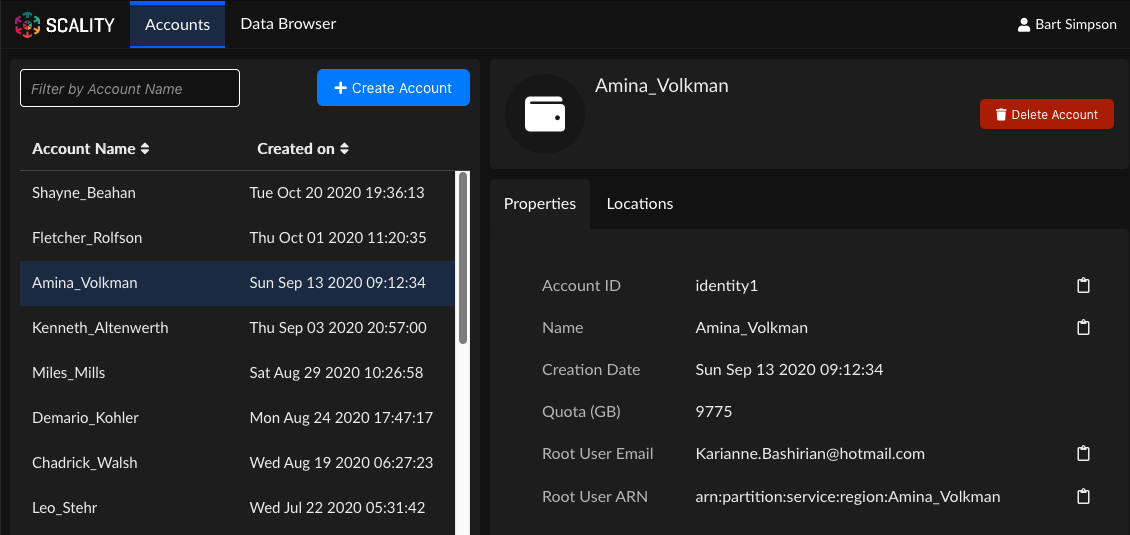 SCALITY
Accounts
Data Browser
Bart Simpson
Filter by Account Name
Create Account
Account Name
Created on
Shayne_Beahan Tue Oct 20 2020 19:36:13
Fletcher_Rolfson Thu Oct 01 2020 11:20:35
Amina_Volkman Sun Sep 13 2020 09:12:34
Kenneth_Altenwerth Thu Sep 03 2020 20:57:00
Miles_Mills Sat Aug 29 2020 10:26:58
Demario_Kohler Mon Aug 24 2020 17:47:17
Chadrick_Walsh Wed Aug 19 2020 06:27:23
Leo_Stehr Wed Jul 22 2020 05:31:42
Amina_Volkman
Delete Account
Properties
Locations
Account ID identity1
Name Amina_Volkman
Creation Date Sun Sep 13 2020 09:12:34
Quota (GB) 9775
Root User Email Karianne.Bashirian@hotmail.com
Root User ARN arn:partition:service:region:Amina_Volkman